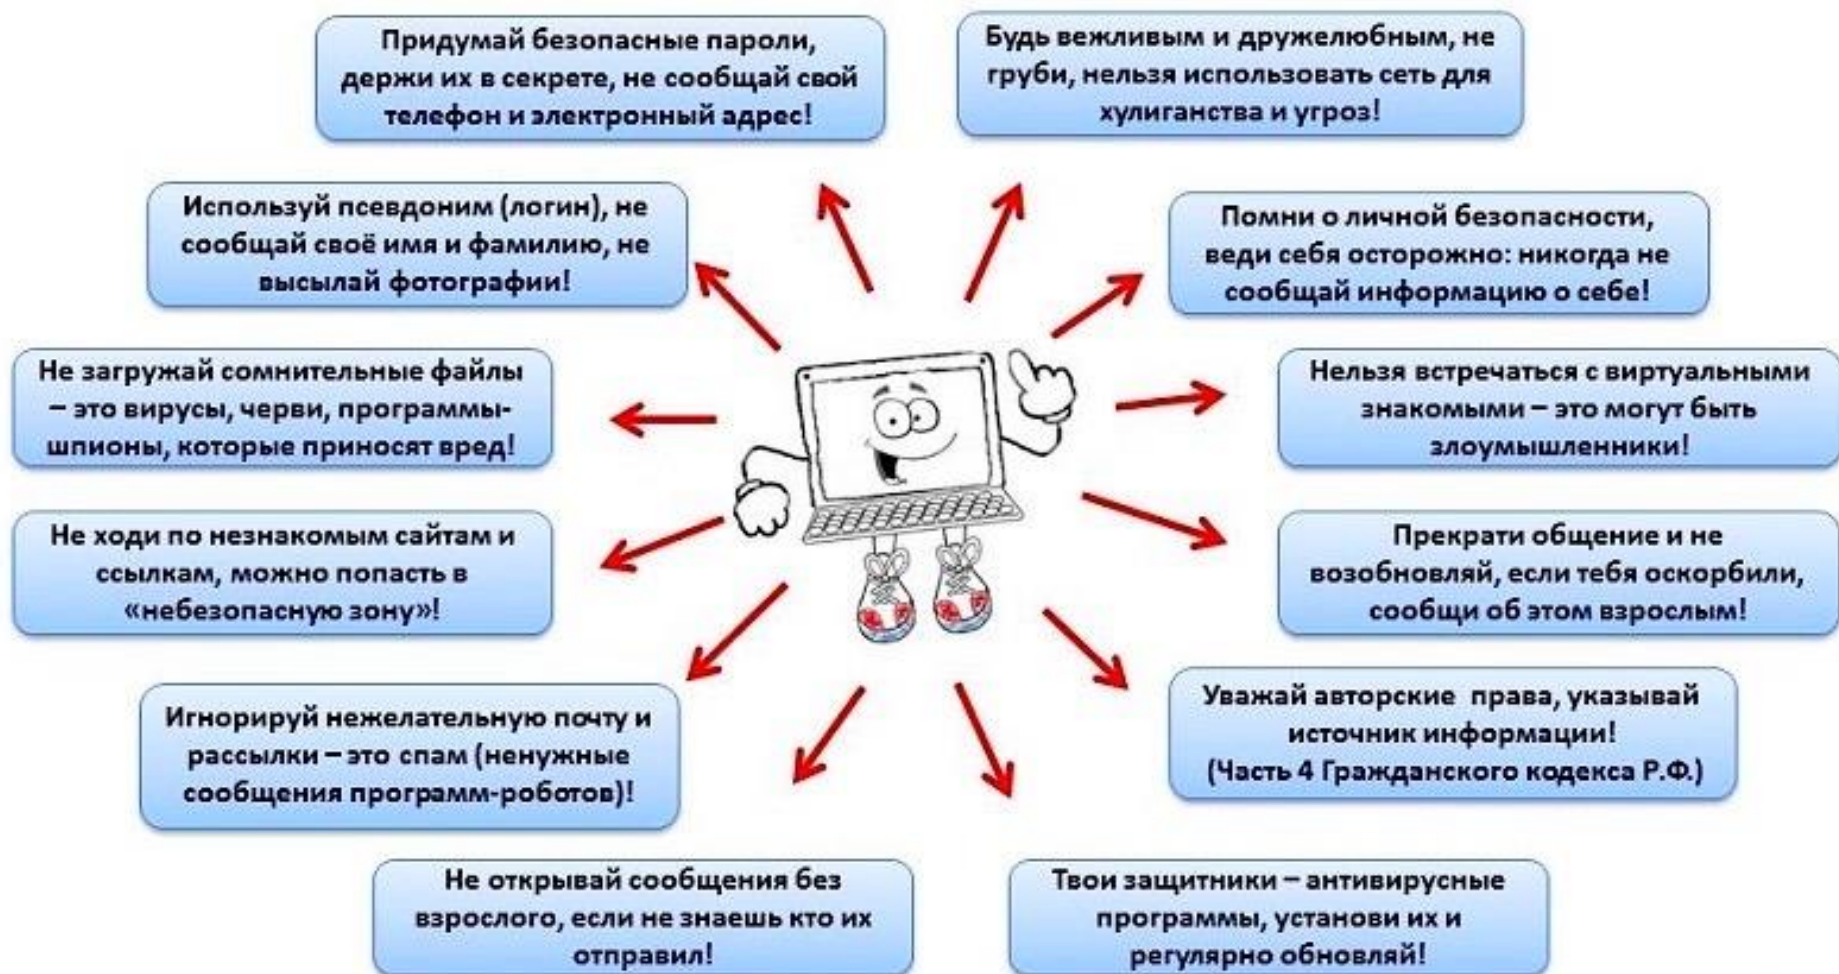 Придумай безопасные пароли,
держи их в секрете, не сообщай свой
телефон и электронный адрес!
Будь вежливым и дружелюбным, не
груби, нельзя использовать сеть для
хулиганства и угроз!
Используй псевдоним (логин), не
сообщай своё имя и фамилию, не
высылай фотографии!
Помни о личной безопасности,
веди себя осторожно: никогда не
сообщай информацию о себе!
Не загружай сомнительные файлы
– это вирусы, черви, программы-
шпионы, которые приносят вред!
Нельзя встречаться с виртуальными
знакомыми – это могут быть
злоумышленники!
Не ходи по незнакомым сайтам и
ссылкам, можно попасть в
«небезопасную зону»!
Прекрати общение и не
возобновляй, если тебя оскорбили,
сообщи об этом взрослым!
Игнорируй нежелательную почту и
рассылки – это спам (ненужные
сообщения программ-роботов)!
Уважай авторские права, указывай
источник информации!
(Часть 4 Гражданского кодекса Р.Ф.)
Не открывай сообщения без
взрослого, если не знаешь кто их
отправил!
Твои защитники – антивирусные
программы, установи их и
регулярно обновляй!